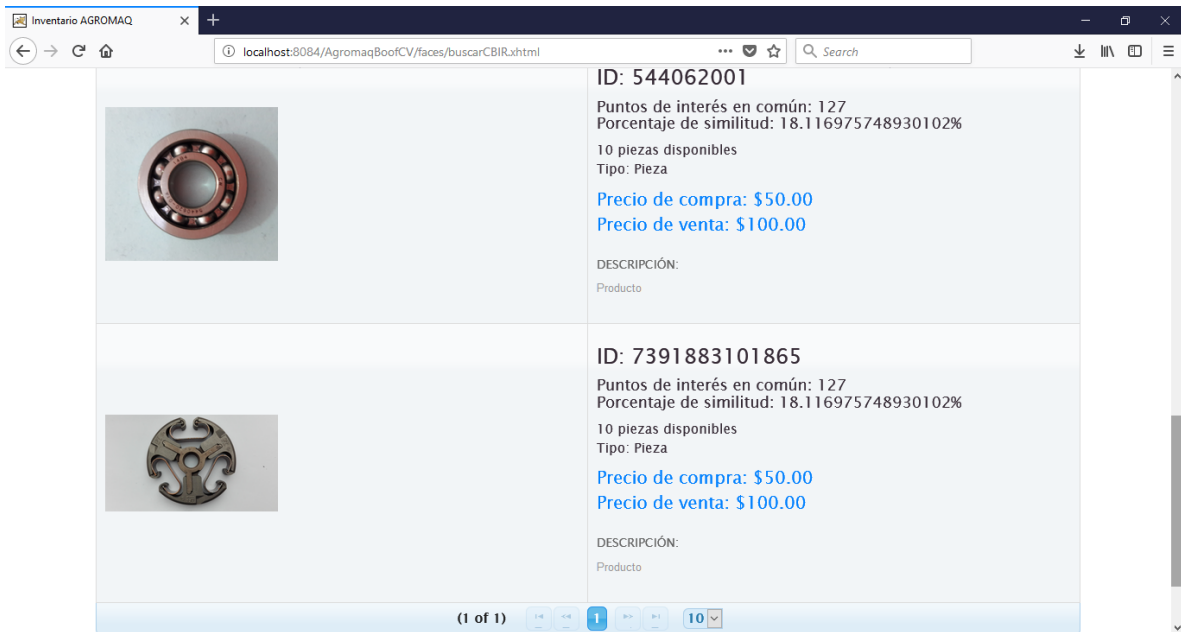 Inventario AGROMAQ
localhost:8084/AgromaqBoofCV/faces/buscarCBIR.xhtml
Search
ID: 544062001
Puntos de interés en común: 127
Porcentaje de similitud: 18.116975748930102%
10 piezas disponibles
Tipo: Pieza
Precio de compra: $50.00
Precio de venta: $100.00
DESCRIPCIÓN:
Producto
ID: 7391883101865
Puntos de interés en común: 127
Porcentaje de similitud: 18.116975748930102%
10 piezas disponibles
Tipo: Pieza
Precio de compra: $50.00
Precio de venta: $100.00
DESCRIPCIÓN:
Producto
(1 of 1) 1 10